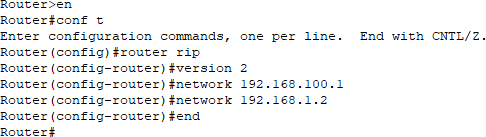 Router>en
Router#conf t
Enter configuration commands, one per line.  End with CNTL/Z.
Router(config)#router rip
Router(config-router)#version 2
Router(config-router)#network 192.168.100.1
Router(config-router)#network 192.168.1.2
Router(config-router)#end
Router#